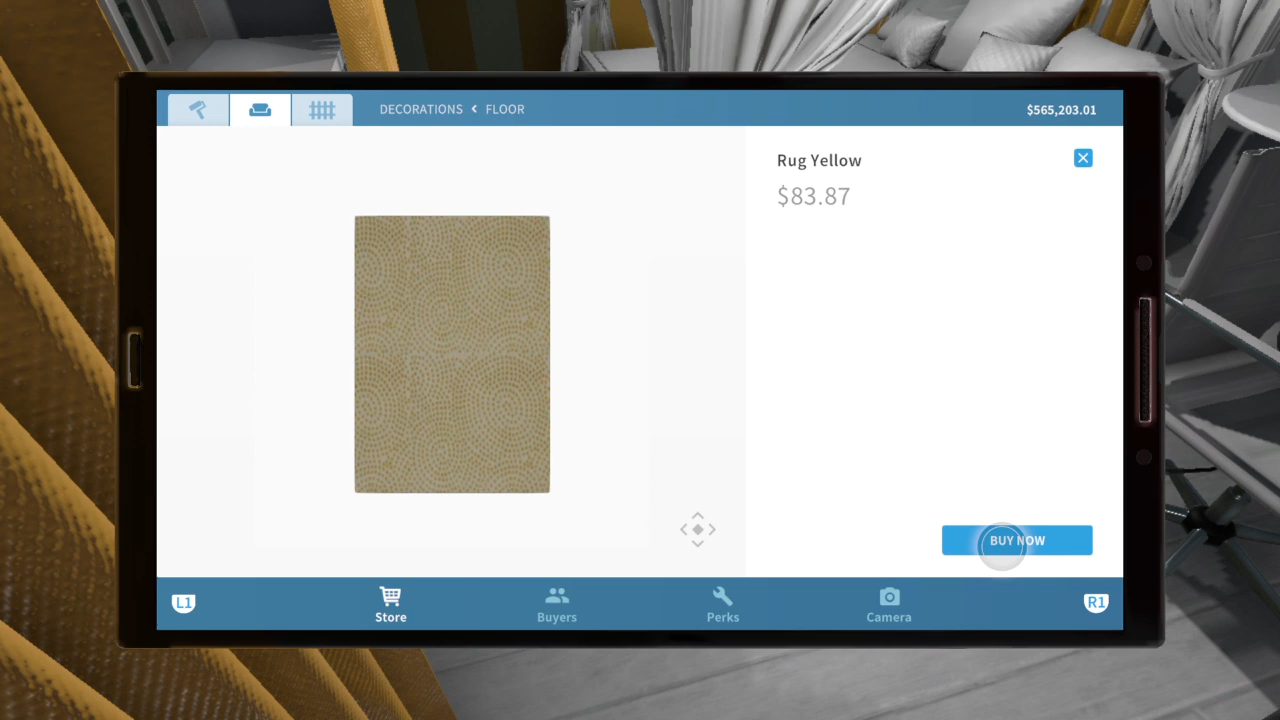 DECORATIONS < FLOOR
$565,203.01
Rug Yellow
$83.87
BUY NOW
L1
Store
Buyers
Perks
Camera
R1